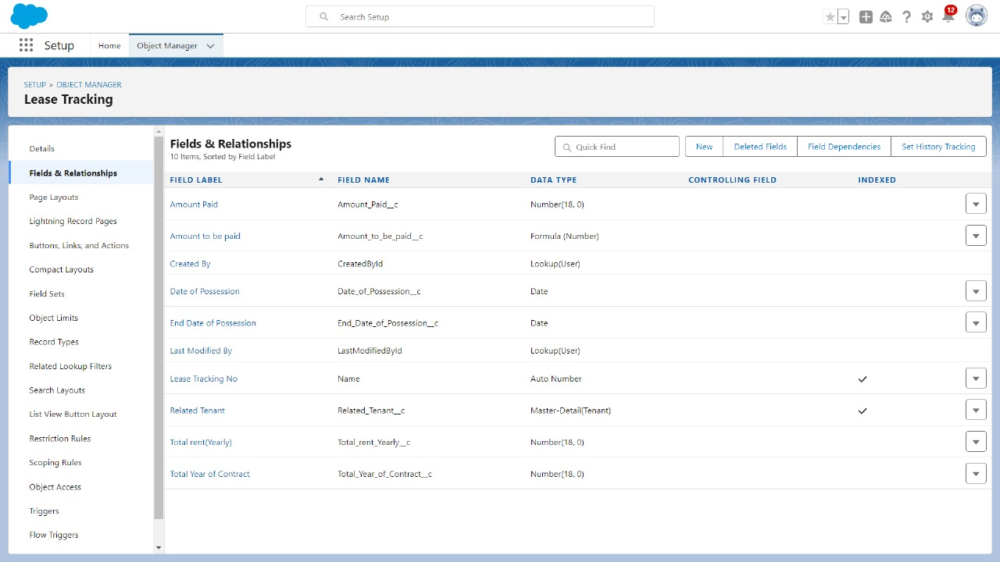 Search Setup
12
Setup
Home
Object Manager
SETUP > OBJECT MANAGER
Lease Tracking
Details
Fields & Relationships
Page Layouts
Lightning Record Pages
Buttons, Links, and Actions
Compact Layouts
Field Sets
Object Limits
Record Types
Related Lookup Filters
Search Layouts
List View Button Layout
Restriction Rules
Scoping Rules
Object Access
Triggers
Flow Triggers
Fields & Relationships
10 Items, Sorted by Field Label
Quick Find
New
Deleted Fields
Field Dependencies
Set History Tracking
FIELD LABEL FIELD NAME DATA TYPE CONTROLLING FIELD INDEXED
Amount Paid Amount_Paid__c Number(18, 0)
Amount to be paid Amount_to_be_paid__c Formula (Number)
Created By CreatedById Lookup(User)
Date of Possession Date_of_Possession__c Date
End Date of Possession End_Date_of_Possession__c Date
Last Modified By LastModifiedById Lookup(User)
Lease Tracking No Name Auto Number
Related Tenant Related_Tenant__c Master-Detail(Tenant)
Total rent(Yearly) Total_rent_Yearly__c Number(18, 0)
Total Year of Contract Total_Year_of_Contract__c Number(18, 0)